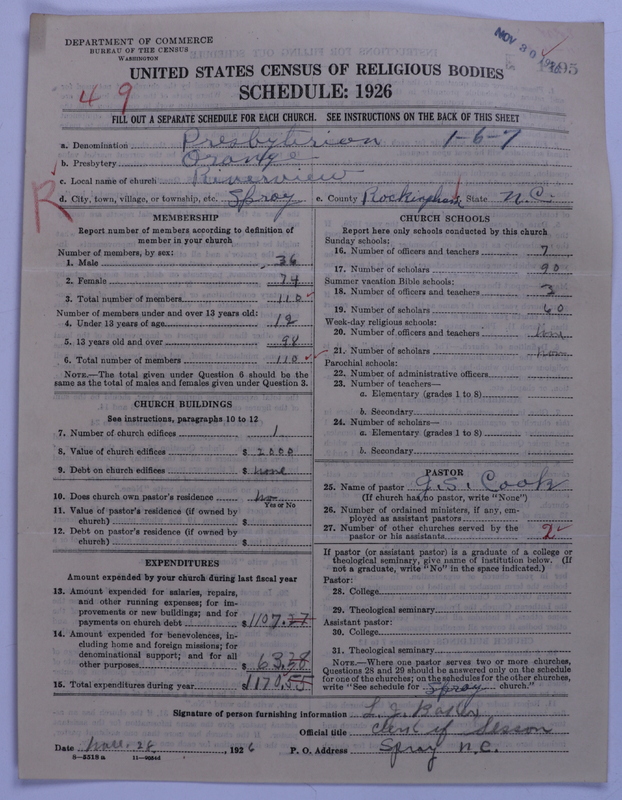 DEPARTMENT OF COMMERCE
BUREAU OF THE CENSUS
WASHINGTON
NOV 30 1926
UNITED STATES CENSUS OF RELIGIOUS BODIES
SCHEDULE: 1926
49
FILL OUT A SEPARATE SCHEDULE FOR EACH CHURCH. SEE INSTRUCTIONS ON THE BACK OF THIS SHEET
a. Denomination Presbyterian 1-6-7
b. Presbytery Orange
c. Local name of church Riverview
R
d. City, town, village, or township, etc. Spray e. County Rockingham State N.C.
MEMBERSHIP
Report number of members according to definition of member in your church
Number of members, by sex:
1. Male 36
2. Female 74
3. Total number of members 110
Number of members under and over 13 years old:
4. Under 13 years of age 12
5. 13 years old and over 98
6. Total number of members 110
NOTE.—The total given under Question 6 should be the
same as the total of males and females given under Question 3.
CHURCH BUILDINGS
See instructions, paragraphs 10 to 12
7. Number of church edifices 1
8. Value of church edifices $ 2000
9. Debt on church edifices $ none
10. Does church own pastor's residence No
Yes or No
11. Value of pastor's residence (if owned by
church) $
12. Debt on pastor's residence (if owned by
church) $
EXPENDITURES
Amount expended by your church during last fiscal year
13. Amount expended for salaries, repairs,
and other running expenses; for im-
provements or new buildings; and for
payments on church debt $ 1107.27
14. Amount expended for benevolences, in-
cluding home and foreign missions; for
denominational support; and for all
other purposes $ 63.28
15. Total expenditures during year $ 1170.55
CHURCH SCHOOLS
Report here only schools conducted by this church
Sunday schools:
16. Number of officers and teachers 7
17. Number of scholars 90
Summer vacation Bible schools:
18. Number of officers and teachers 3
19. Number of scholars 60
Week-day religious schools:
20. Number of officers and teachers None
21. Number of scholars None
Parochial schools:
22. Number of administrative officers
23. Number of teachers—
a. Elementary (grades 1 to 8)
b. Secondary
24. Number of scholars—
a. Elementary (grades 1 to 8)
b. Secondary
PASTOR
25. Name of pastor J. S. Cook
(If church has no pastor, write "None")
26. Number of ordained ministers, if any, em-
ployed as assistant pastors
27. Number of other churches served by the
pastor or his assistants 2
If pastor (or assistant pastor) is a graduate of a college or
theological seminary, give name of institution below. (If
not a graduate, write "No" in the space indicated.)
Pastor:
28. College
29. Theological seminary
Assistant pastor:
30. College
31. Theological seminary
NOTE.—Where one pastor serves two or more churches,
Questions 28 and 29 should be answered only on the schedule
for one of the churches; on the schedules for the other churches,
write "See schedule for Spray church."
Signature of person furnishing information L. J.
Official title Clerk of Session
Date 28, 1926 P. O. Address Spray N.C.
8—5518 a